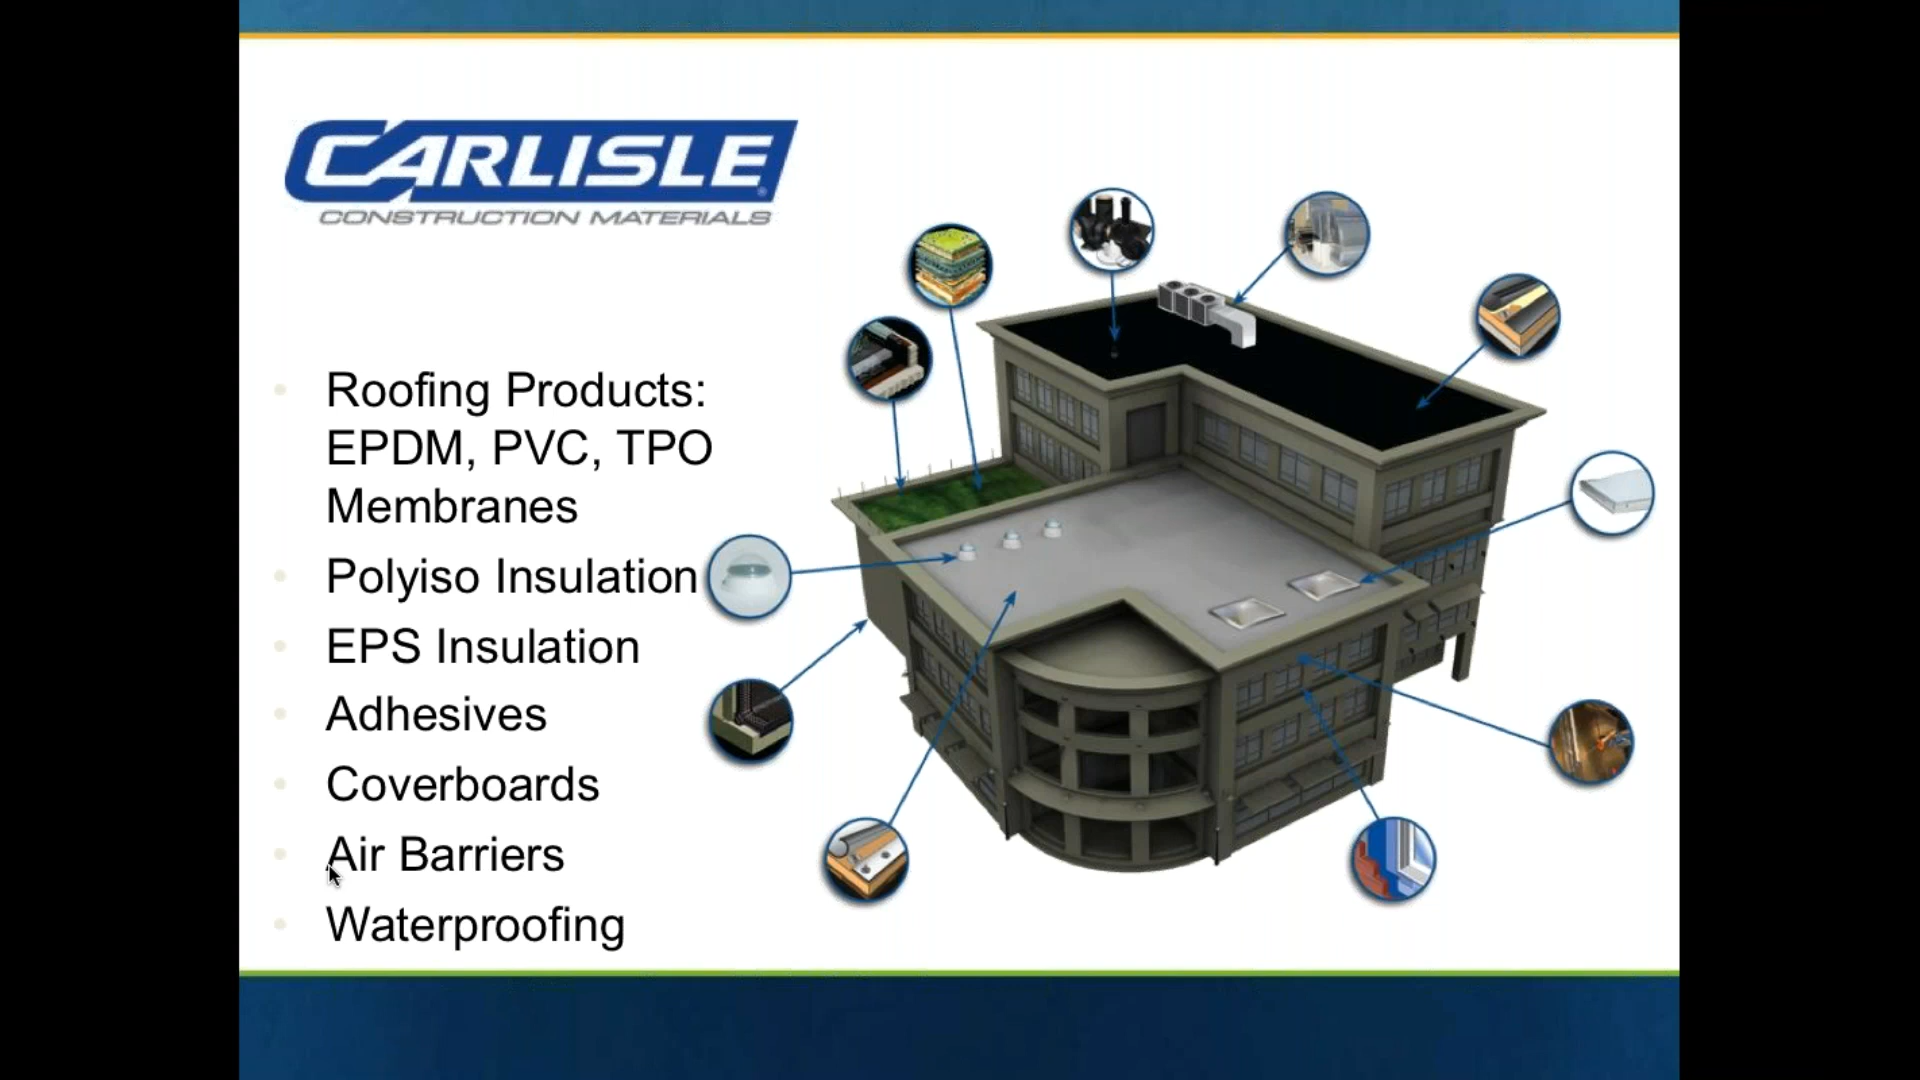 CARLISLE
CONSTRUCTION MATERIALS
Roofing Products:
EPDM, PVC, TPO
Membranes
Polyiso Insulation
EPS Insulation
Adhesives
Coverboards
Air Barriers
Waterproofing